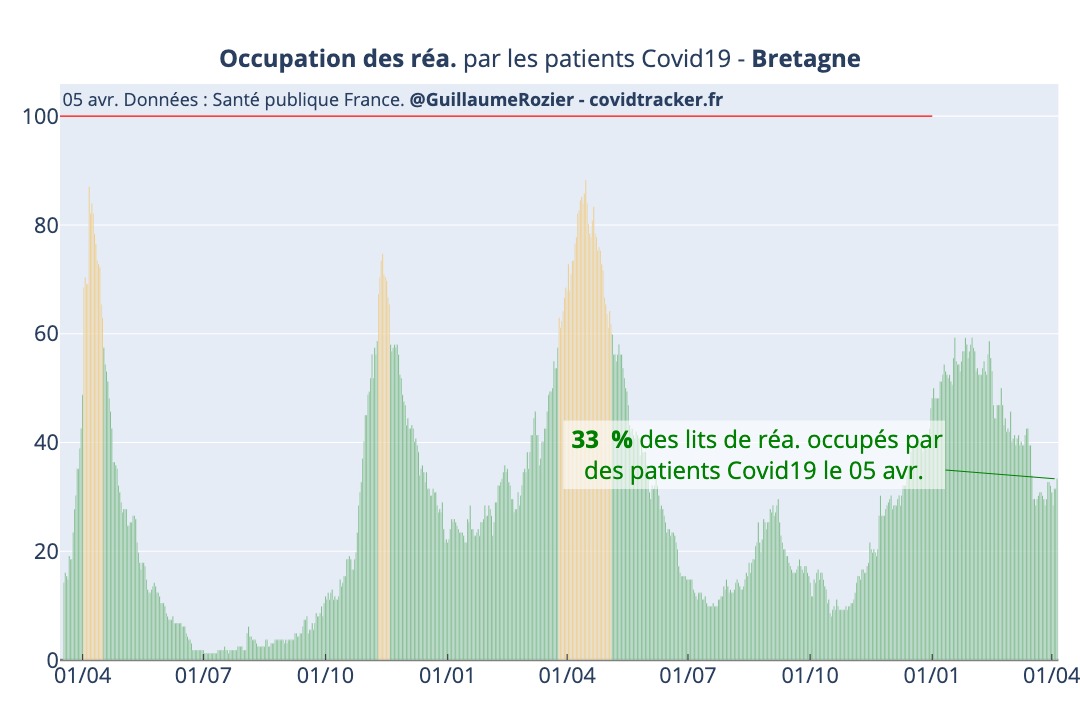 Occupation des réa. par les patients Covid19 - Bretagne
05 avr. Données : Santé publique France. @GuillaumeRozier - covidtracker.fr
100
80
60
40
20
0
33 % des lits de réa. occupés par
des patients Covid19 le 05 avr.
01/04 01/07 01/10 01/01 01/04 01/07 01/10 01/01 01/04